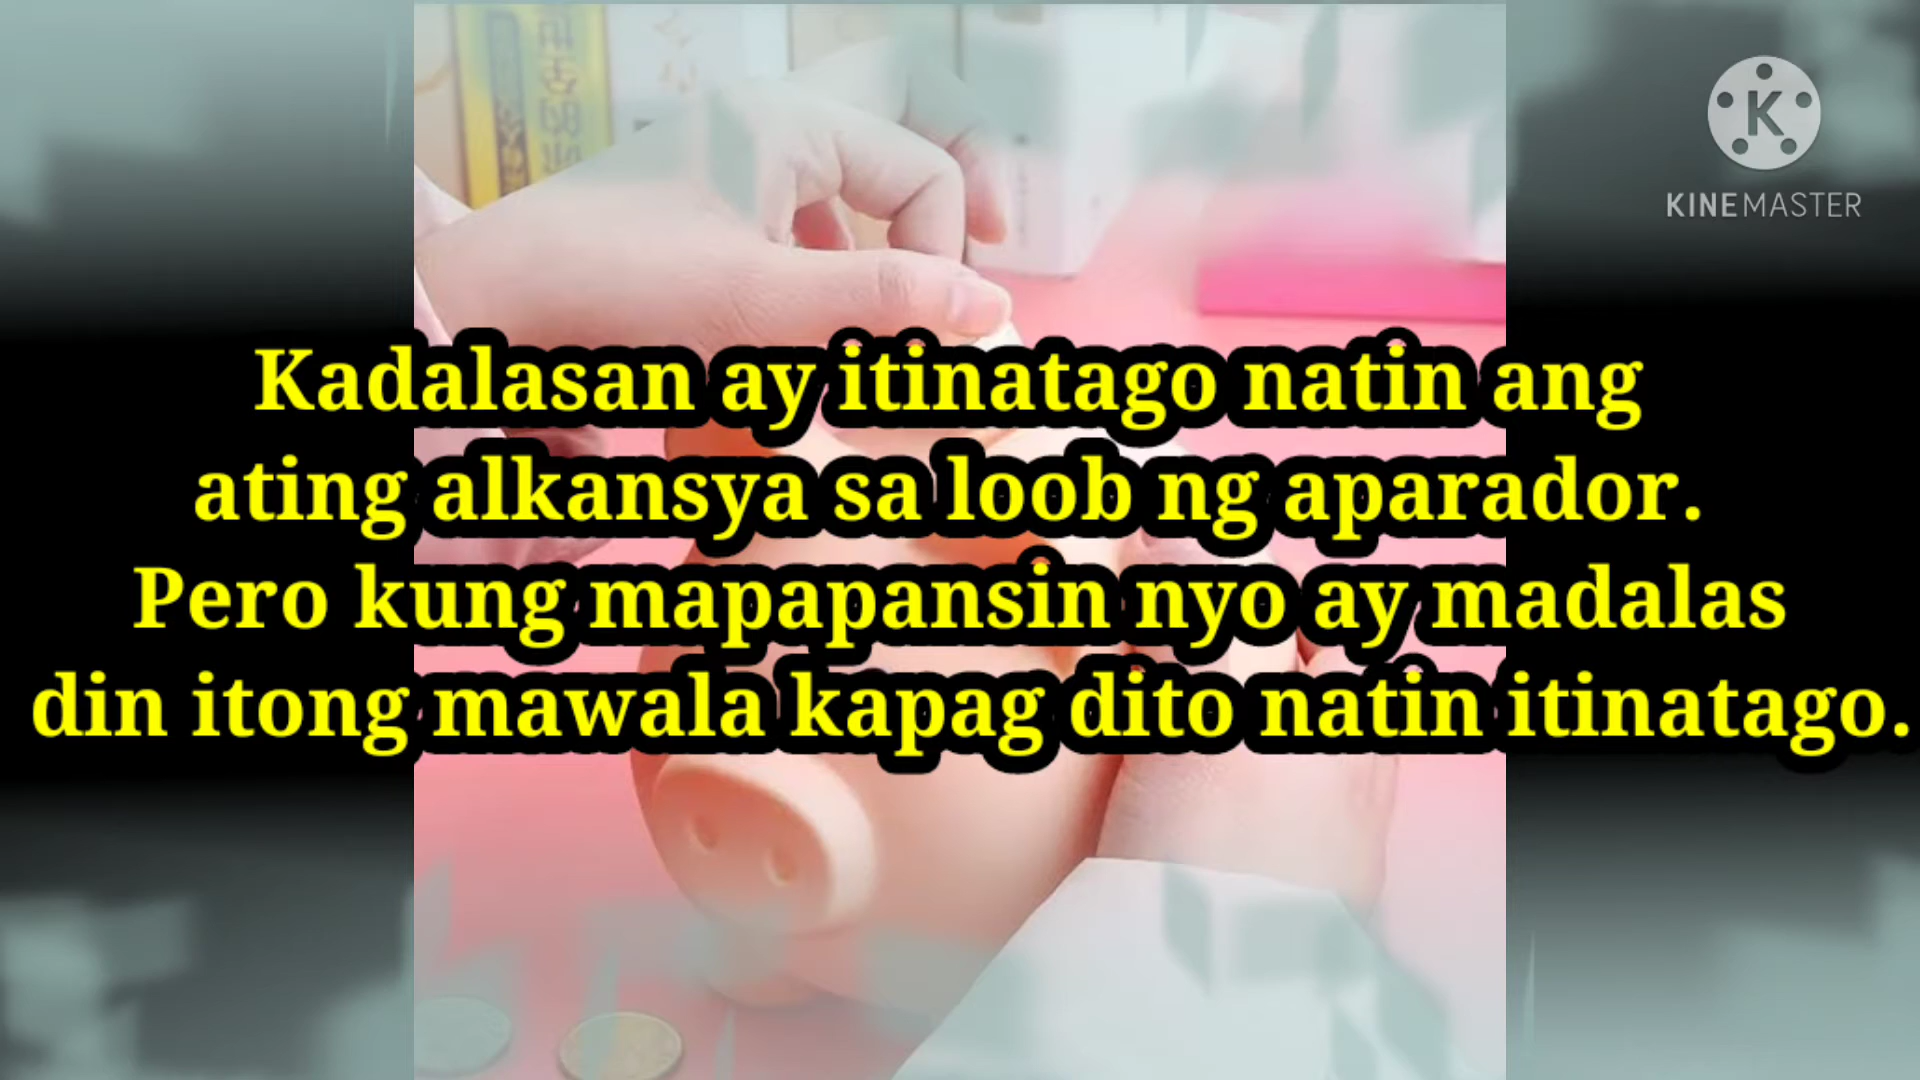 KINEMASTER
Kadalasan ay itinatago natin ang
ating alkansya sa loob ng aparador.
Pero kung mapapansin nyo ay madalas
din itong mawala kapag dito natin itinatago.